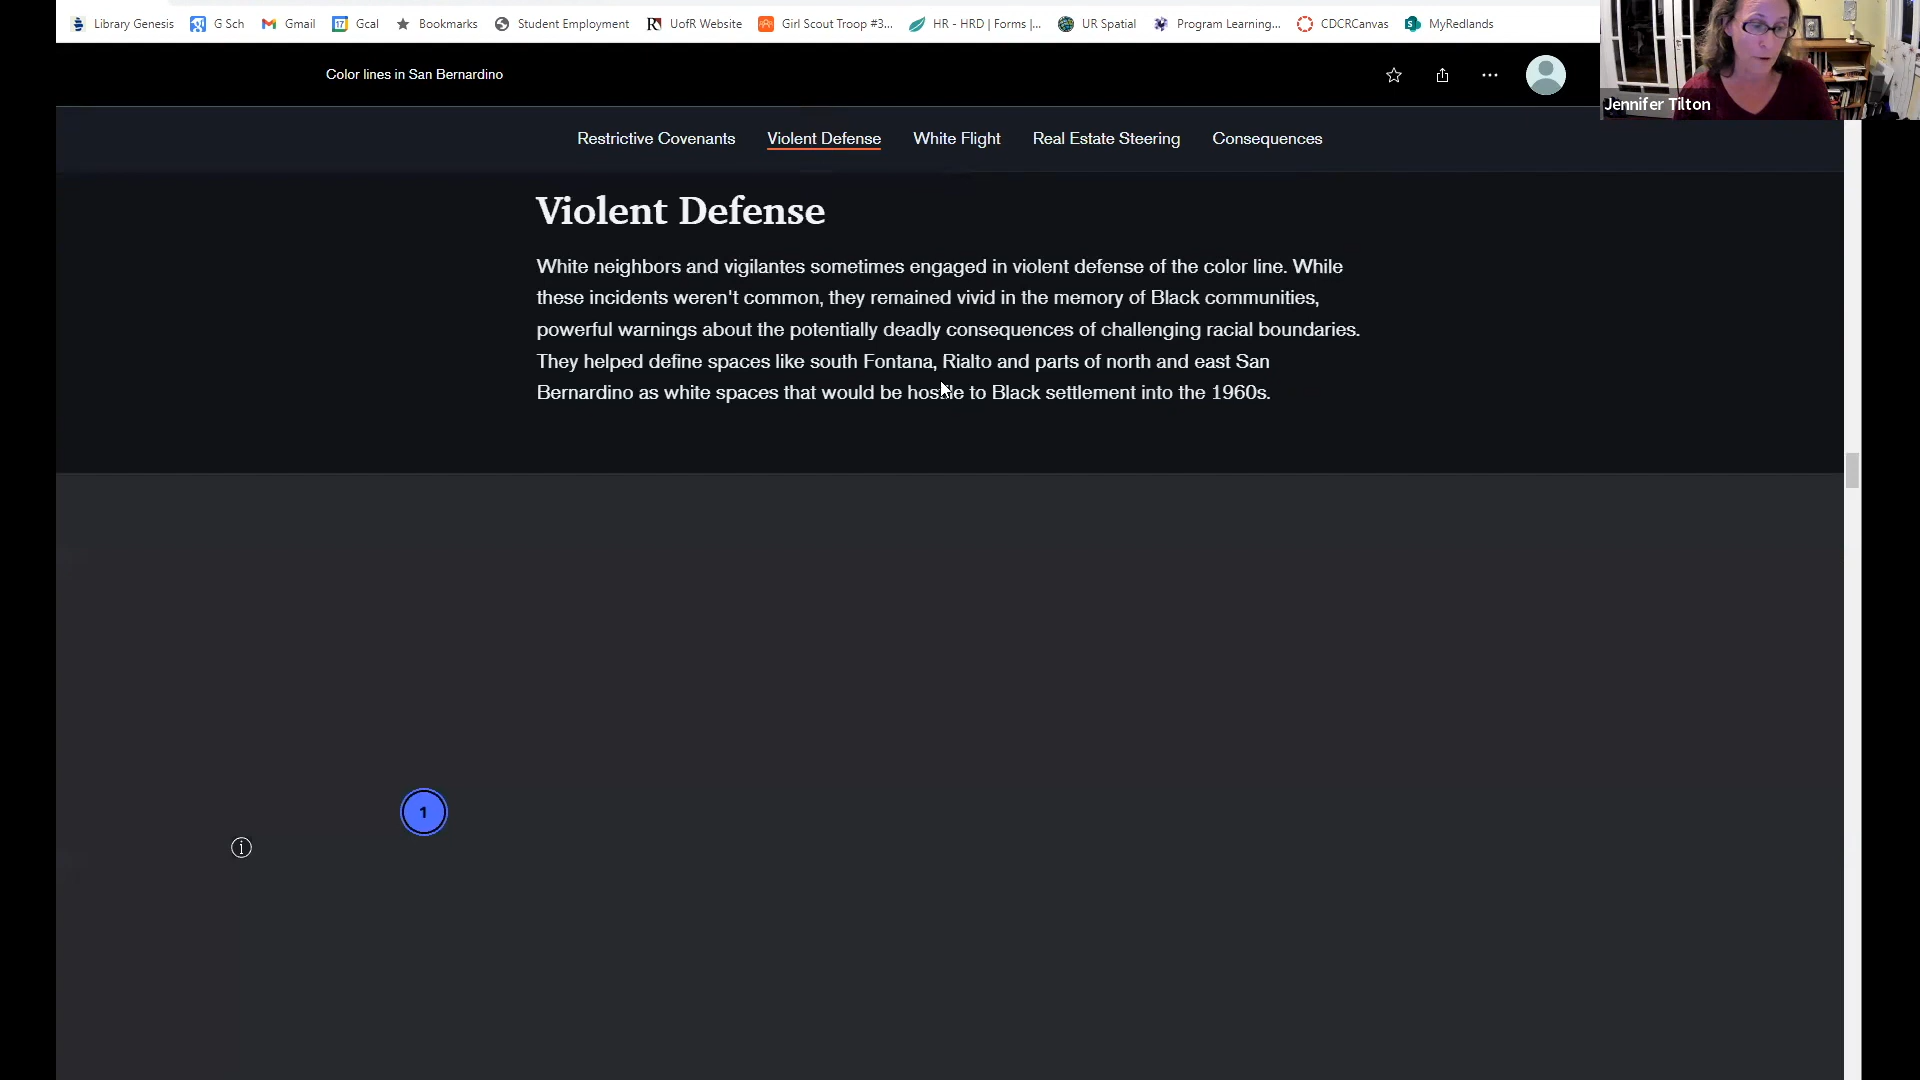 Library Genesis G Sch Gmail 17 Gcal Bookmarks Student Employment R UofR Website Girl Scout Troop #3... HR - HRD | Forms |... UR Spatial Program Learning... CDCRCanvas S MyRedlands
Color lines in San Bernardino
Jennifer Tilton
Restrictive Covenants Violent Defense White Flight Real Estate Steering Consequences
Violent Defense
White neighbors and vigilantes sometimes engaged in violent defense of the color line. While
these incidents weren't common, they remained vivid in the memory of Black communities,
powerful warnings about the potentially deadly consequences of challenging racial boundaries.
They helped define spaces like south Fontana, Rialto and parts of north and east San
Bernardino as white spaces that would be hostile to Black settlement into the 1960s.
1
i